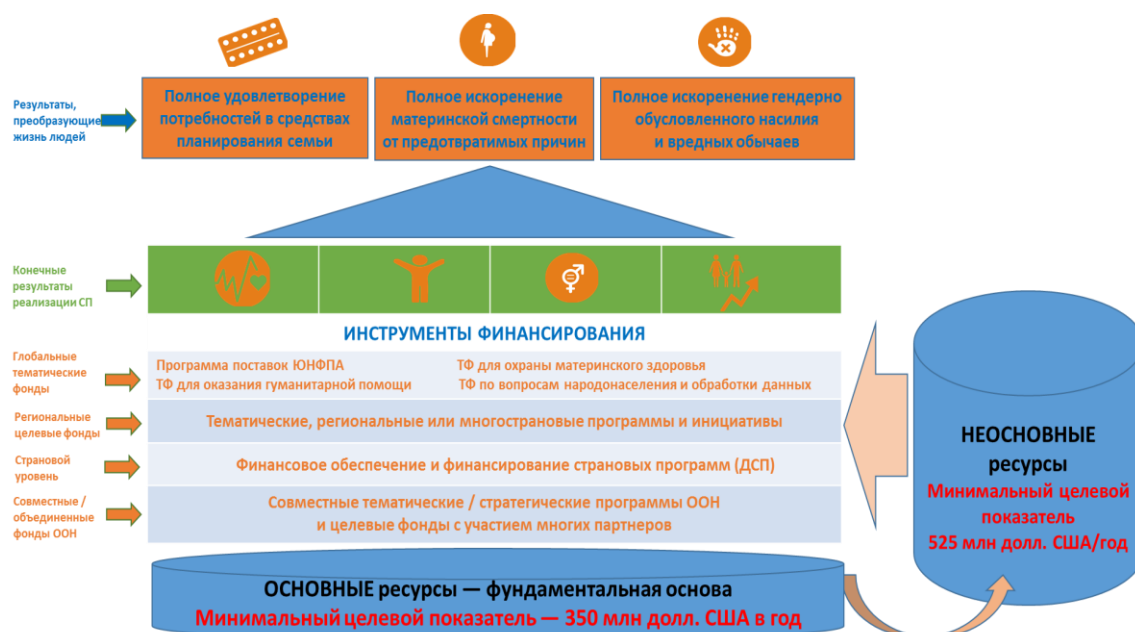 Результаты,
преобразующие
жизнь людей
Полное удовлетворение
потребностей в средствах
планирования семьи
Полное искоренение
материнской смертности
от предотвратимых причин
Полное искоренение гендерно
обусловленного насилия
и вредных обычаев
Конечные
результаты
реализации СП
ИНСТРУМЕНТЫ ФИНАНСИРОВАНИЯ
Глобальные
тематические
фонды
Программа поставок ЮНФПА
ТФ для охраны материнского здоровья
ТФ для оказания гуманитарной помощи
ТФ по вопросам народонаселения и обработки данных
Региональные
целевые фонды
Тематические, региональные или многострановые программы и инициативы
Страновой
уровень
Финансовое обеспечение и финансирование страновых программ (ДСП)
Совместные /
объединенные
фонды ООН
Совместные тематические / стратегические программы ООН
и целевые фонды с участием многих партнеров
НЕОСНОВНЫЕ
ресурсы
Минимальный целевой
показатель
525 млн долл. США/год
ОСНОВНЫЕ ресурсы — фундаментальная основа
Минимальный целевой показатель — 350 млн долл. США в год